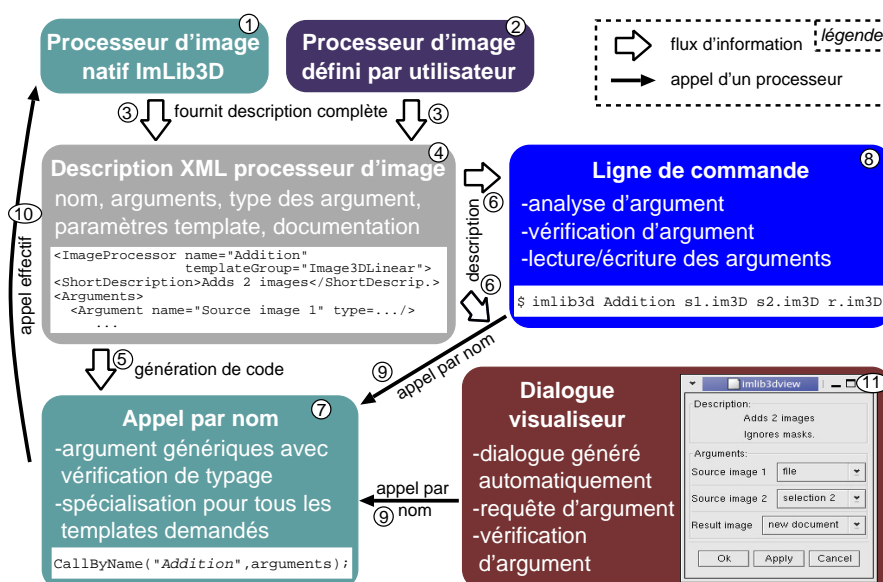 ①
Processeur d'image
natif ImLib3D
②
Processeur d'image
défini par utilisateur
légende
flux d'information
appel d'un processeur
③ fournit description complète ③
④
Description XML processeur d'image
nom, arguments, type des argument,
paramètres template, documentation
<ImageProcessor name="Addition"
templateGroup="Image3DLinear">
<ShortDescription>Adds 2 images</ShortDescrip.>
<Arguments>
<Argument name="Source image 1" type=.../>
...
⑥
description
⑥
⑧
Ligne de commande
-analyse d'argument
-vérification d'argument
-lecture/écriture des arguments
$ imlib3d Addition s1.im3D s2.im3D r.im3D
⑩
appel effectif
⑤ génération de code
⑨ appel par nom
⑦
Appel par nom
-argument génériques avec
vérification de typage
-spécialisation pour tous les
templates demandés
CallByName("Addition",arguments);
appel par
⑨ nom
Dialogue
visualiseur
-dialogue généré
automatiquement
-requête d'argument
-vérification
d'argument
imlib3dview
⑪
Description:
Adds 2 images
Ignores masks.
Arguments:
Source image 1 file
Source image 2 selection 2
Result image new document
Ok Apply Cancel